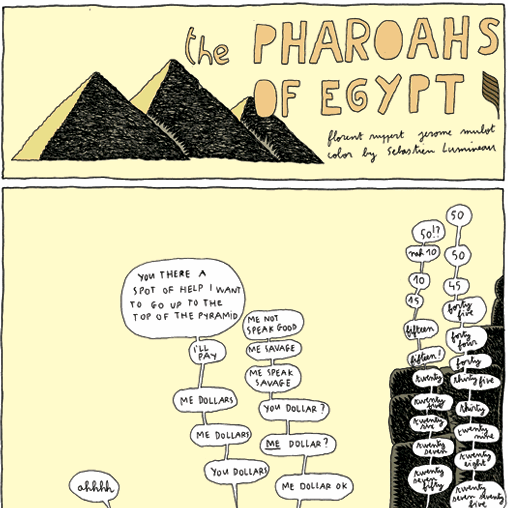 the PHAROAHS
OF EGYPT
florent ruppert jerome mulot
color by Sebastien Lumineau
YOU THERE A
SPOT OF HELP I WANT
TO GO UP TO THE
TOP OF THE PYRAMID
I'LL
PAY
ME DOLLARS
ME DOLLARS
YOU DOLLARS
ME NOT
SPEAK GOOD
ME SAVAGE
ME SPEAK
SAVAGE
YOU DOLLAR?
ME DOLLAR?
ME DOLLAR OK
ahhhh
50!?
nah 10
10
15
fifteen
fifteen!
twenty
twenty
five
twenty
six
twenty
seven
twenty
seven
fifty
50
50
45
forty
five
forty
four
forty
thirty five
thirty
twenty
nine
twenty
eight
twenty
seven seventy
five